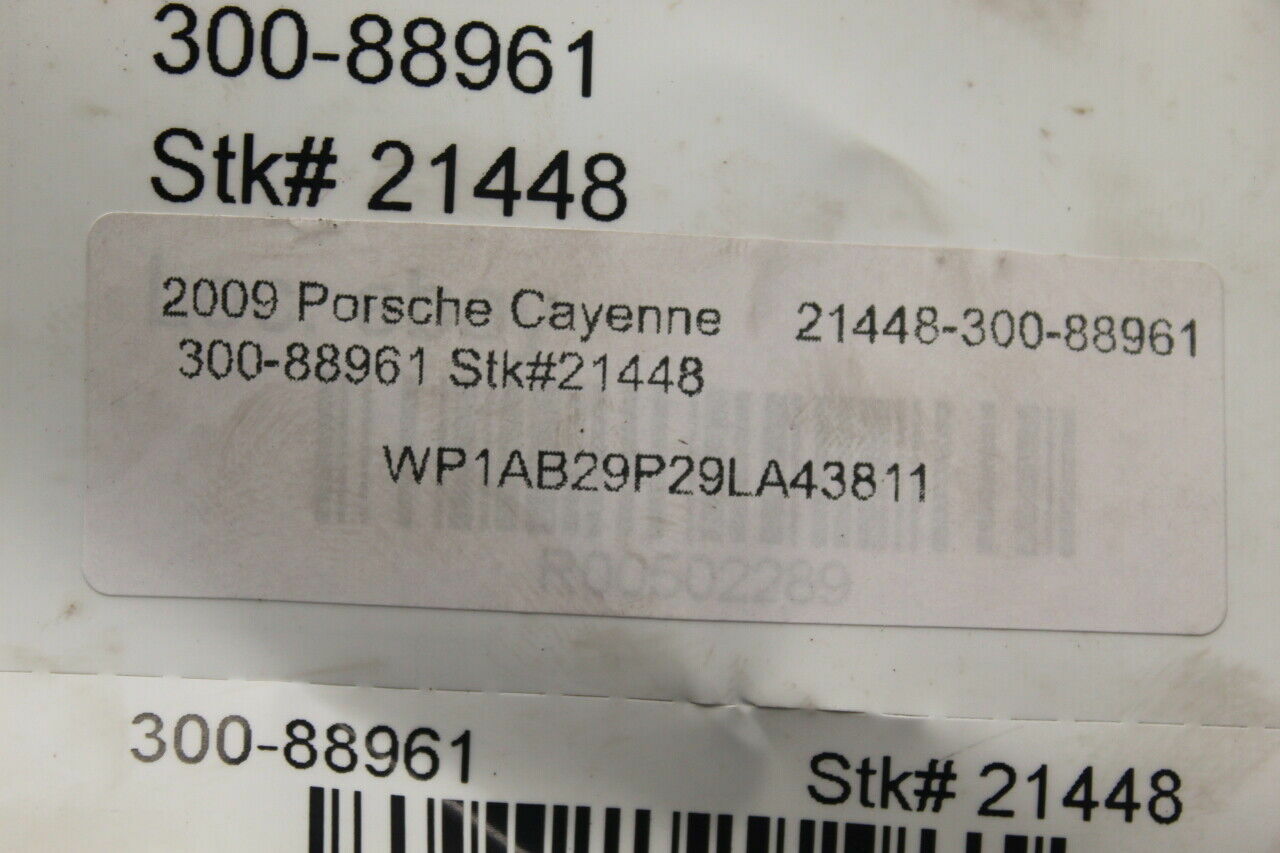 300-88961
Stk# 21448
2009 Porsche Cayenne 21448-300-88961
300-88961 Stk#21448
WP1AB29P29LA43811
R00502289
300-88961 Stk# 21448